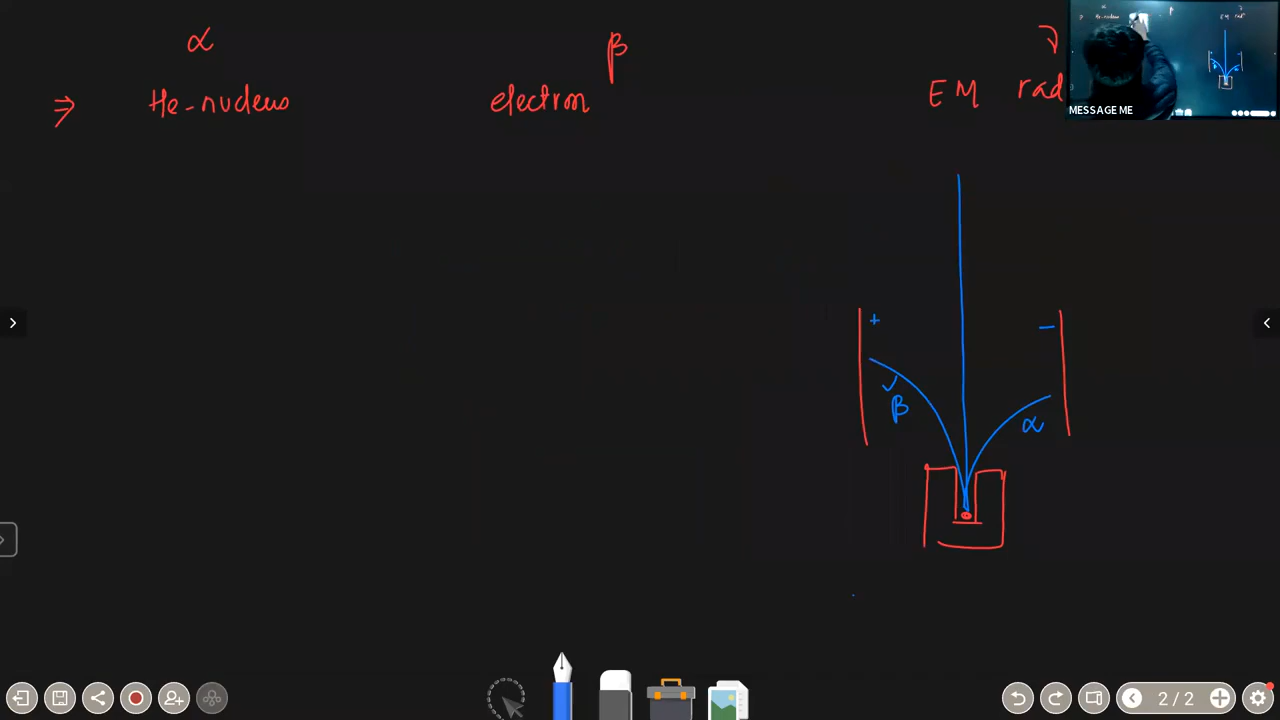 α β γ
⇒ He-nucleus electron EM rad
MESSAGE ME
+ −
β α
2/2